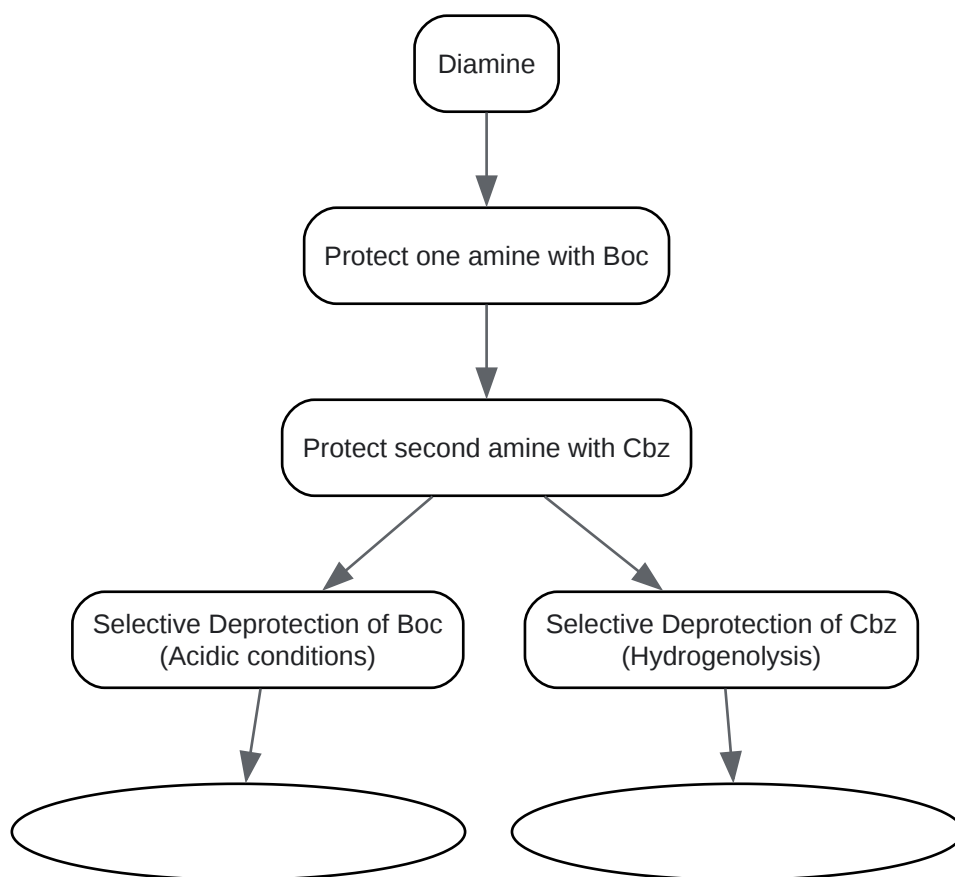 Diamine
Protect one amine with Boc
Protect second amine with Cbz
Selective Deprotection of Boc
(Acidic conditions)
Selective Deprotection of Cbz
(Hydrogenolysis)